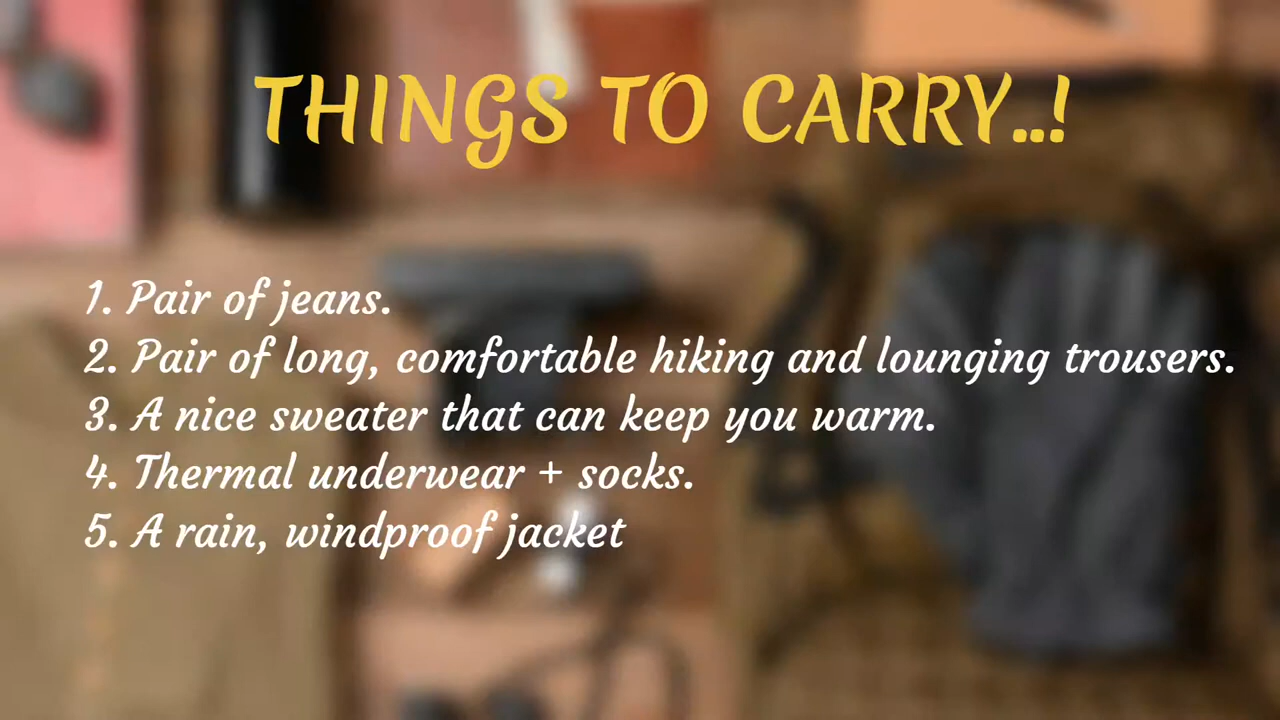 THINGS TO CARRY..!
1. Pair of jeans.
2. Pair of long, comfortable hiking and lounging trousers.
3. A nice sweater that can keep you warm.
4. Thermal underwear + socks.
5. A rain, windproof jacket